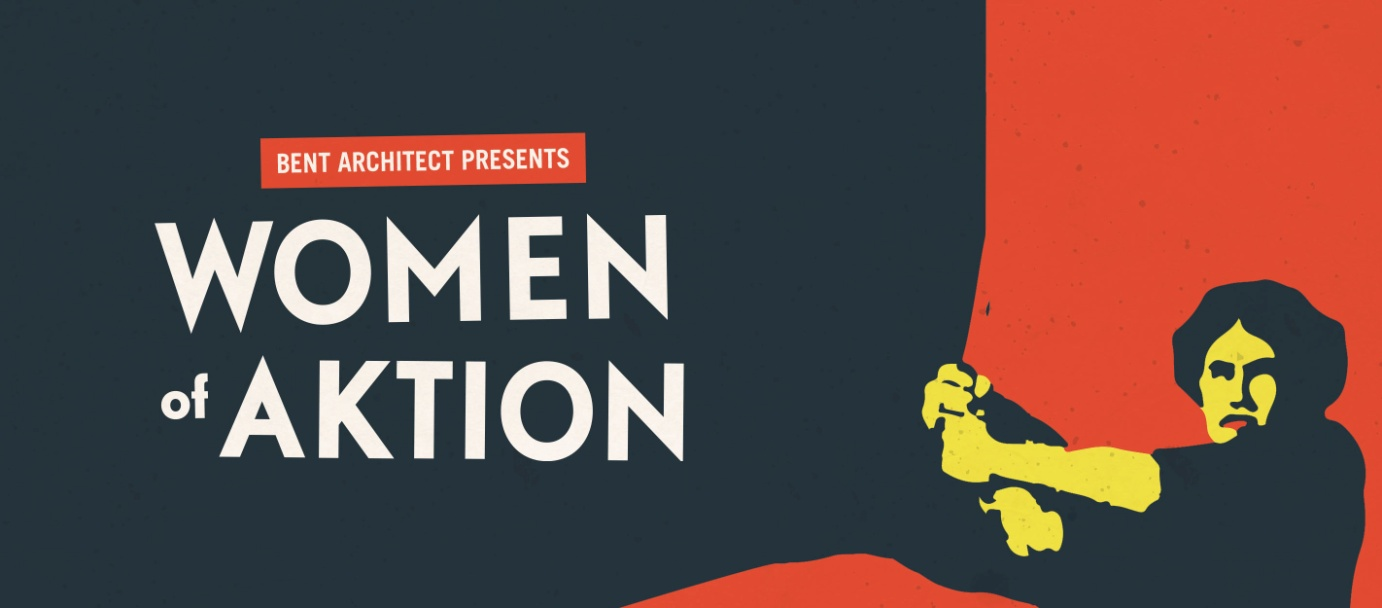 BENT ARCHITECT PRESENTS
WOMEN
of AKTION